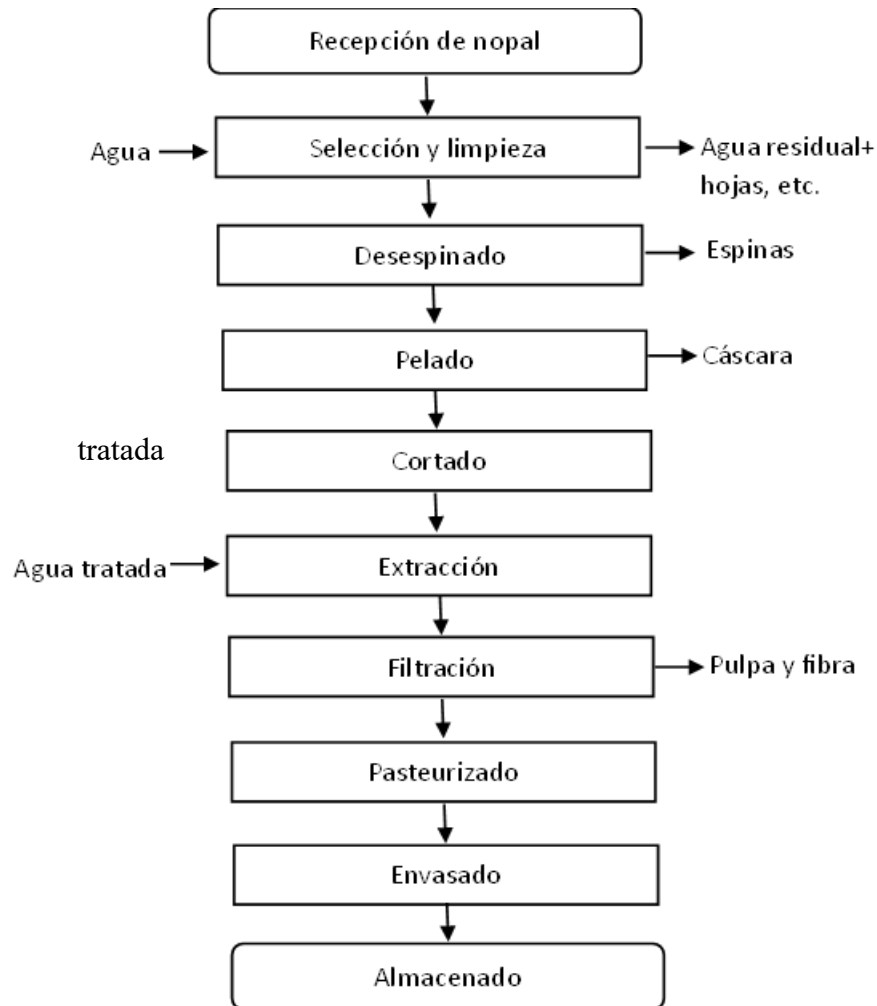 Recepción de nopal
Agua
Selección y limpieza
Agua residual+
hojas, etc.
Desespinado
Espinas
Pelado
Cáscara
tratada
Cortado
Agua tratada
Extracción
Filtración
Pulpa y fibra
Pasteurizado
Envasado
Almacenado